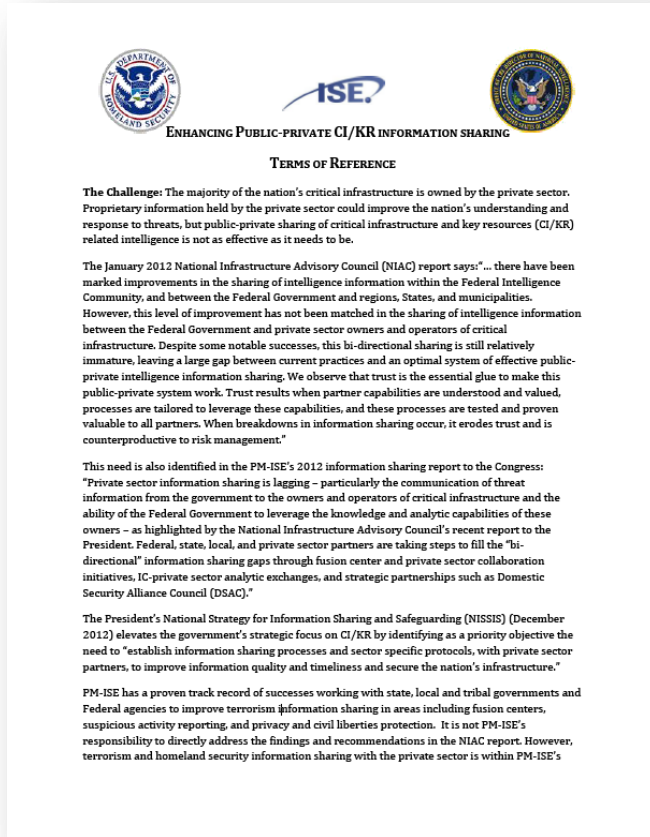 U.S. DEPARTMENT OF
HOMELAND SECURITY
ISE
OFFICE OF THE DIRECTOR OF NATIONAL INTELLIGENCE
UNITED STATES OF AMERICA
ENHANCING PUBLIC-PRIVATE CI/KR INFORMATION SHARING
TERMS OF REFERENCE
The Challenge: The majority of the nation's critical infrastructure is owned by the private sector.
Proprietary information held by the private sector could improve the nation's understanding and
response to threats, but public-private sharing of critical infrastructure and key resources (CI/KR)
related intelligence is not as effective as it needs to be.
The January 2012 National Infrastructure Advisory Council (NIAC) report says:"... there have been
marked improvements in the sharing of intelligence information within the Federal Intelligence
Community, and between the Federal Government and regions, States, and municipalities.
However, this level of improvement has not been matched in the sharing of intelligence information
between the Federal Government and private sector owners and operators of critical
infrastructure. Despite some notable successes, this bi-directional sharing is still relatively
immature, leaving a large gap between current practices and an optimal system of effective public-
private intelligence information sharing. We observe that trust is the essential glue to make this
public-private system work. Trust results when partner capabilities are understood and valued,
processes are tailored to leverage these capabilities, and these processes are tested and proven
valuable to all partners. When breakdowns in information sharing occur, it erodes trust and is
counterproductive to risk management."
This need is also identified in the PM-ISE's 2012 information sharing report to the Congress:
"Private sector information sharing is lagging – particularly the communication of threat
information from the government to the owners and operators of critical infrastructure and the
ability of the Federal Government to leverage the knowledge and analytic capabilities of these
owners – as highlighted by the National Infrastructure Advisory Council's recent report to the
President. Federal, state, local, and private sector partners are taking steps to fill the "bi-
directional" information sharing gaps through fusion center and private sector collaboration
initiatives, IC-private sector analytic exchanges, and strategic partnerships such as Domestic
Security Alliance Council (DSAC)."
The President's National Strategy for Information Sharing and Safeguarding (NISSIS) (December
2012) elevates the government's strategic focus on CI/KR by identifying as a priority objective the
need to "establish information sharing processes and sector specific protocols, with private sector
partners, to improve information quality and timeliness and secure the nation's infrastructure."
PM-ISE has a proven track record of successes working with state, local and tribal governments and
Federal agencies to improve terrorism information sharing in areas including fusion centers,
suspicious activity reporting, and privacy and civil liberties protection. It is not PM-ISE's
responsibility to directly address the findings and recommendations in the NIAC report. However,
terrorism and homeland security information sharing with the private sector is within PM-ISE's